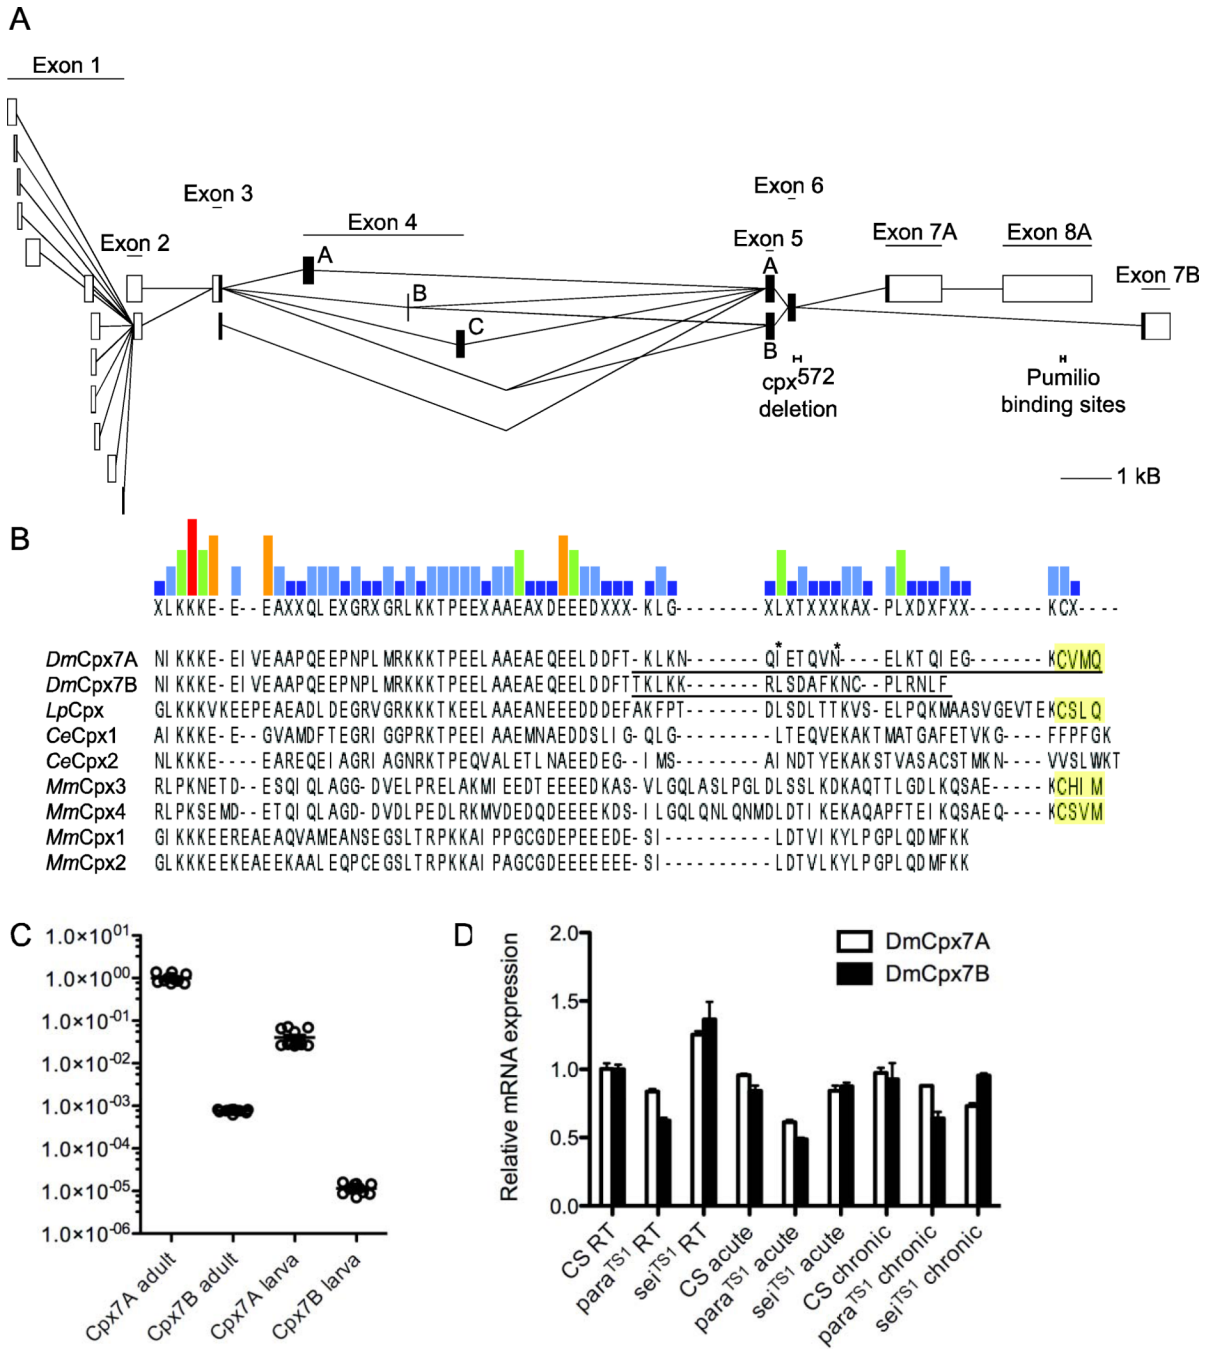 A
Exon 1
Exon 6
Exon 3
Exon 4
Exon 7A
Exon 8A
Exon 2
Exon 5
A
A
Exon 7B
B
C
B
cpx572
deletion
Pumilio
binding sites
1 kB
B
XLKKKE-E--EAXXQLEXGRXGRLKKTPEEXAAEAXDEEEEDXXX-KLG--------XLXTXXXKAX-PLXDXFXX-------KCX----
* *
DmCpx7A NIKKKE-EIVEAAPQEEPNPLMRKKKTPEELAAEAEQEELDDFT-KLKN-------QIETQVN----ELKTQIEG-------KCVMQ
DmCpx7B NIKKKE-EIVEAAPQEEPNPLMRKKKTPEELAAEAEQEELDDFTTKLKK-------RLSDAFKNC--PLRNLF
LpCpx GLKKKVKEEPEAEADLDEGRVGRKKKTKEELAAEANEEEDDDEFAKFPT--------DLSDLTTKVS-ELPQKMAASVGEVTEKCSLQ
CeCpx1 AIKKKE-E--GVAMDFTEGRIGGPRKTPEEIAAEMNAEDDSLIG-QLG---------LTEQVEKAKTMATGAFETVKG----FFPFGK
CeCpx2 NLKKKE---EAREQEIAGRIAGNRKTPEQVALETLNAEEDEG-IMS---------AINDTYEKAKSTVASACSTMKN----VVSLWKT
MmCpx3 RLPKNETD--ESQIQLAGG-DVELPRELAKMIEEDTEEEEDKAS-VLGQLASLPGLDLSSLKDKAQTTLGDLKQSAE-----KCHIM
MmCpx4 RLPKSEMD--ETQIQLAGD-DVDLPEDLRKMVDEDQDEEEEKDS-ILGQLQNLQNMDLDTIKEKAQAPFTEIKQSAEQ----KCSVM
MmCpx1 GIKKKEEREAEAQVAMEANSEGSLTRPKKAIPPGCGDEPEEEDE-SI-----------LDTVIKYLPGPLQDMFKK
MmCpx2 GLKKKEEKEAEEKAALEQPCEGSLTRPKKAIPAGCGDEEEEEEE-SI-----------LDTVLKYLPGPLQDMFKK
C
1.0×10⁰¹
1.0×10⁰⁰
1.0×10⁻⁰¹
1.0×10⁻⁰²
1.0×10⁻⁰³
1.0×10⁻⁰⁴
1.0×10⁻⁰⁵
1.0×10⁻⁰⁶
Cpx7A adult
Cpx7B adult
Cpx7A larva
Cpx7B larva
D
Relative mRNA expression
2.0
1.5
1.0
0.5
0.0
DmCpx7A
DmCpx7B
CS RT
paraTS1 RT
seiTS1 RT
CS acute
paraTS1 acute
seiTS1 acute
CS chronic
paraTS1 chronic
seiTS1 chronic